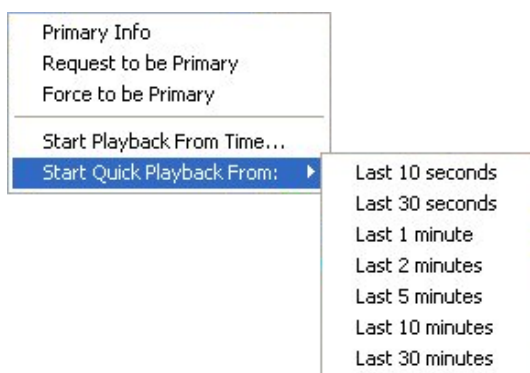 Primary Info
Request to be Primary
Force to be Primary
Start Playback From Time...
Start Quick Playback From:
Last 10 seconds
Last 30 seconds
Last 1 minute
Last 2 minutes
Last 5 minutes
Last 10 minutes
Last 30 minutes